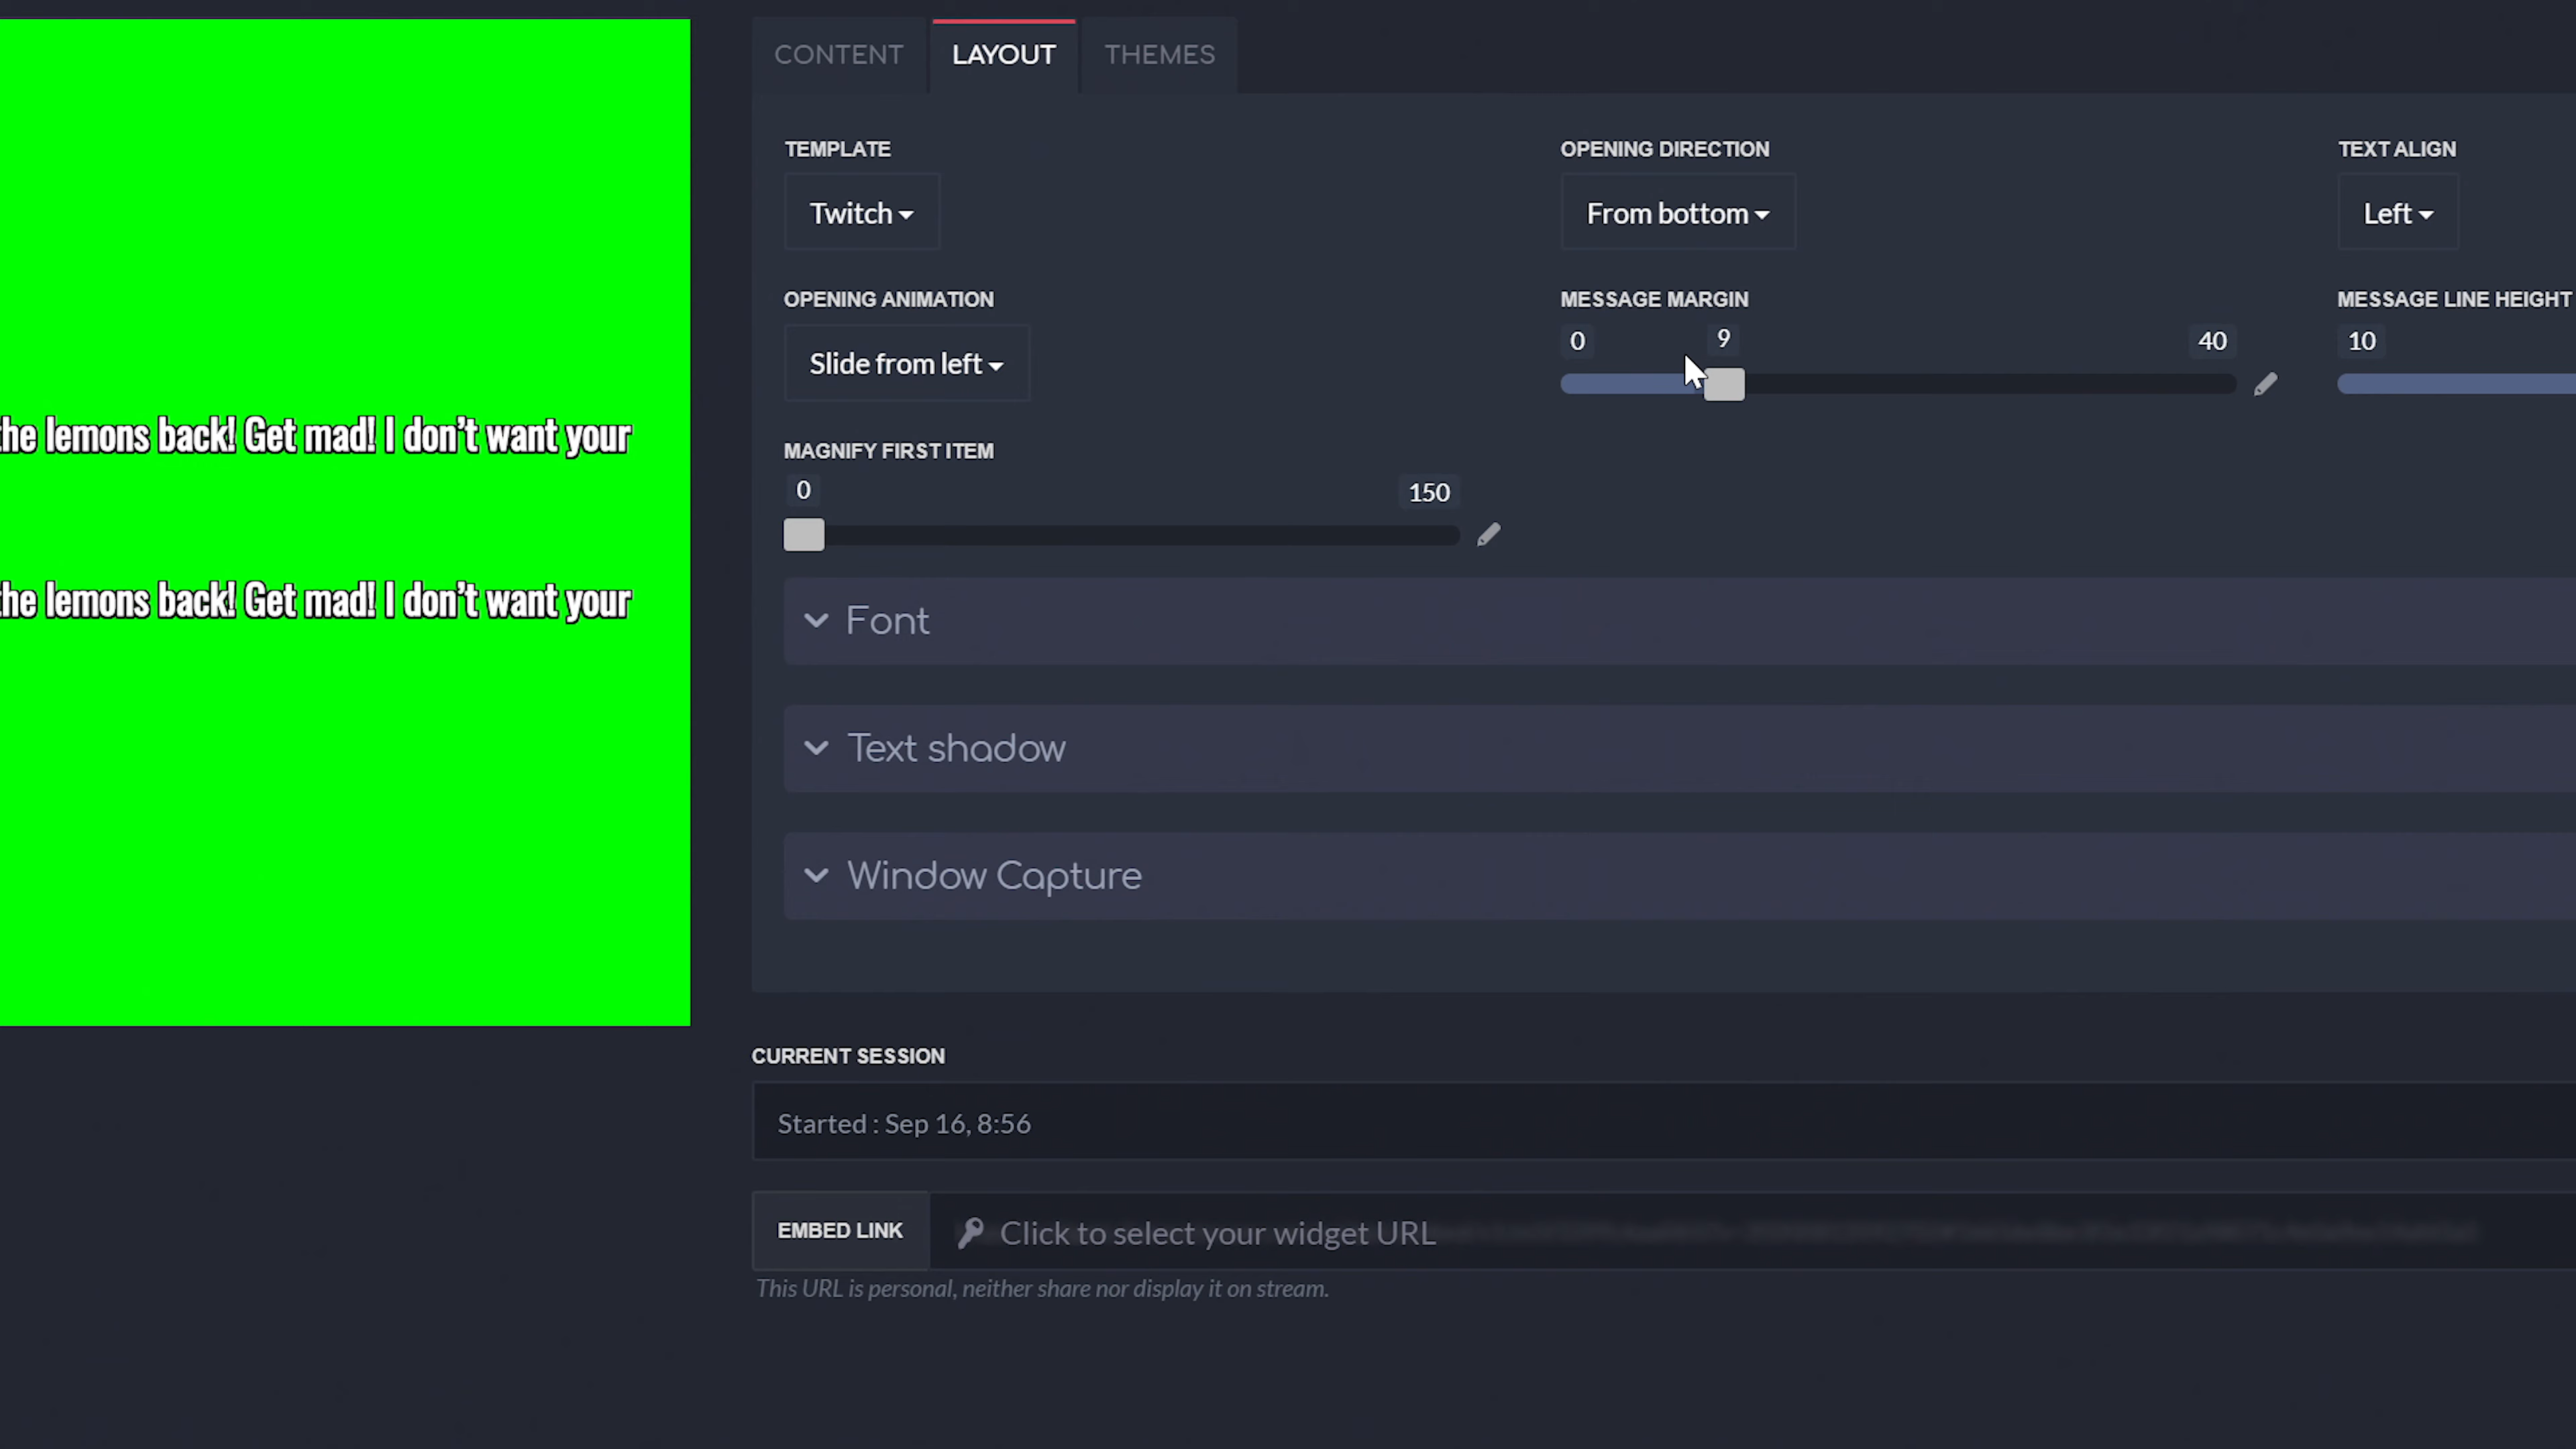 CONTENT LAYOUT THEMES
TEMPLATE OPENING DIRECTION TEXT ALIGN
Twitch From bottom Left
OPENING ANIMATION MESSAGE MARGIN MESSAGE LINE HEIGHT
0 9 40 10
Slide from left
the lemons back! Get mad! I don't want your
MAGNIFY FIRST ITEM
0 150
the lemons back! Get mad! I don't want your
Font
Text shadow
Window Capture
CURRENT SESSION
Started : Sep 16, 8:56
EMBED LINK Click to select your widget URL
This URL is personal, neither share nor display it on stream.